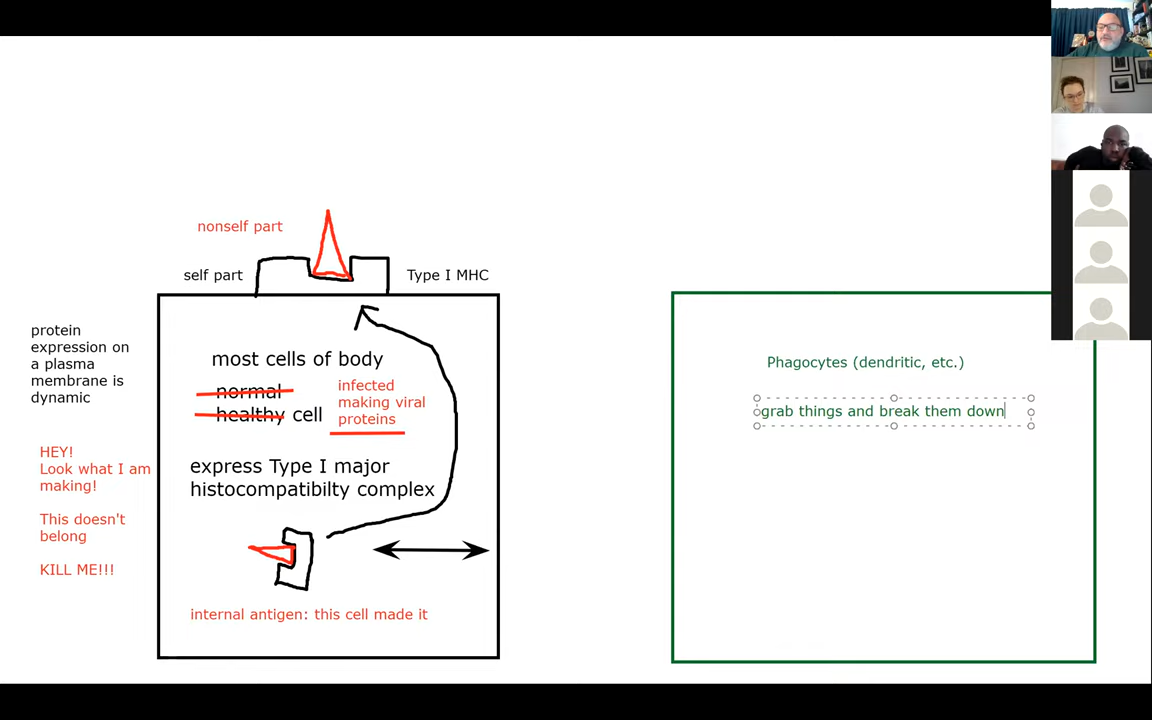 nonself part
self part
Type I MHC
protein
expression on
a plasma
membrane is
dynamic
most cells of body
normal
healthy cell
infected
making viral
proteins
HEY!
Look what I am
making!
This doesn't
belong
KILL ME!!!
express Type I major
histocompatibilty complex
internal antigen: this cell made it
Phagocytes (dendritic, etc.)
grab things and break them down